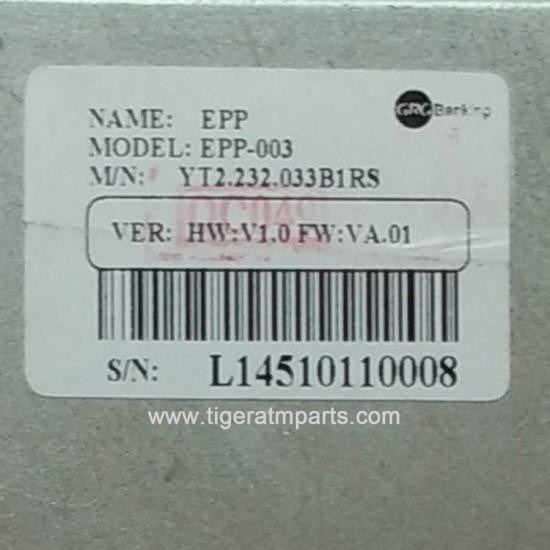 GRG Banking
NAME: EPP
MODEL: EPP-003
M/N: YT2.232.033B1RS
VER: HW:V1.0 FW:VA.01
S/N: L14510110008
www.tigeratmparts.com